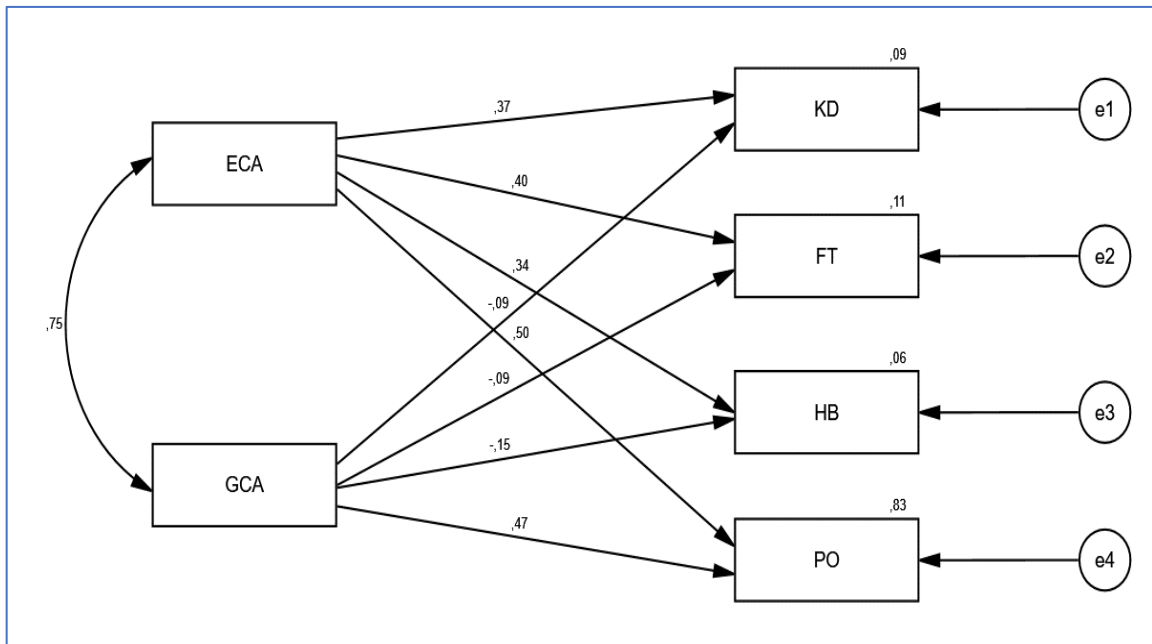 ,09
KD
e1
,37
ECA
,40
,11
FT
e2
,34
-,09
,50
,75
-,09
,06
HB
e3
-,15
GCA
,47
,83
PO
e4